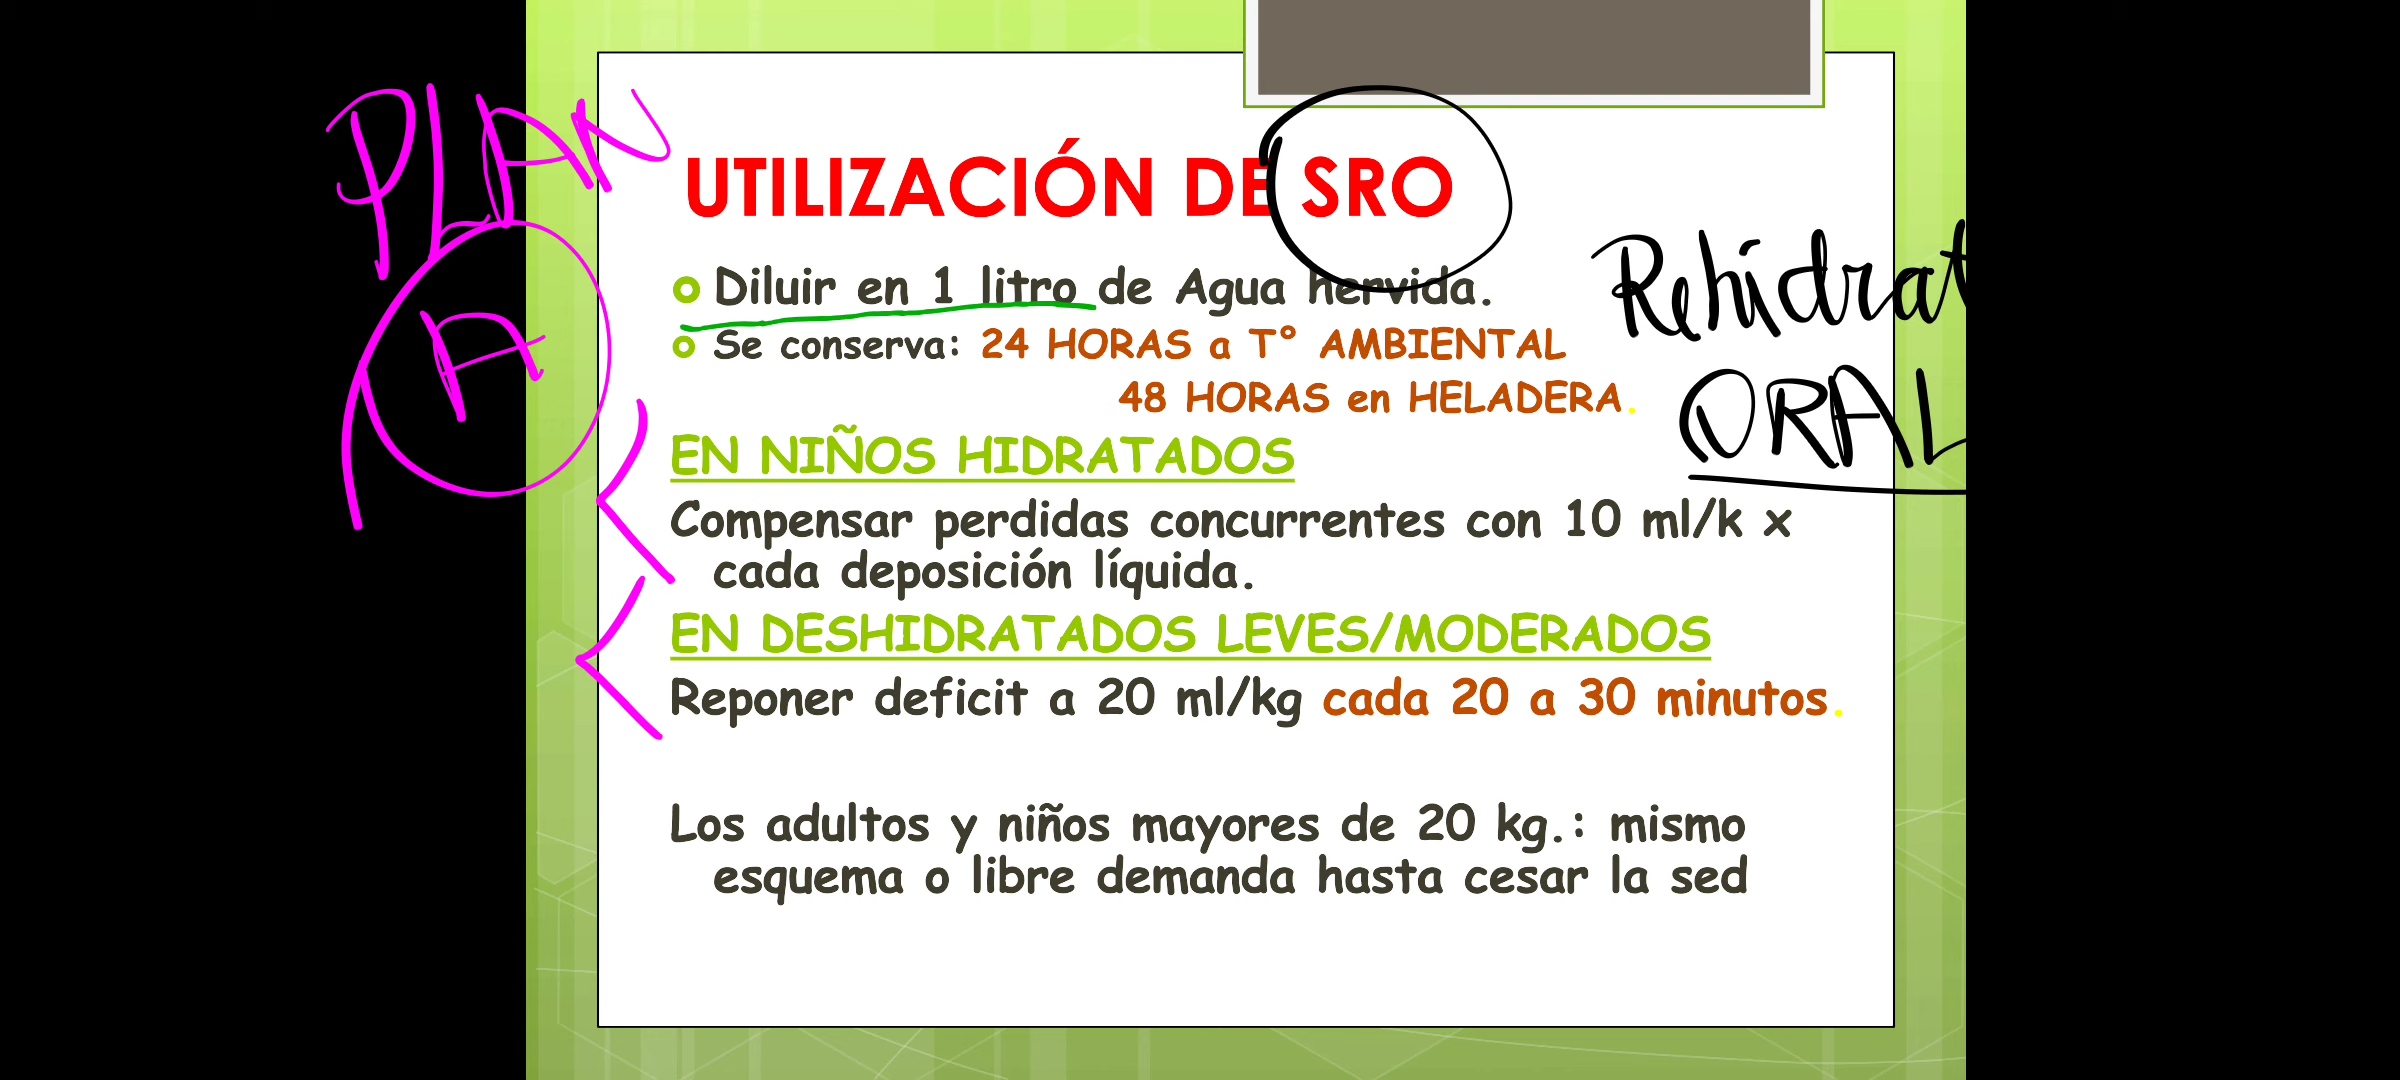 PLAN
A
UTILIZACIÓN DE SRO
Diluir en 1 litro de Agua hervida.
Rehidrat
Se conserva: 24 HORAS a T° AMBIENTAL
48 HORAS en HELADERA.
ORAL
EN NIÑOS HIDRATADOS
Compensar perdidas concurrentes con 10 ml/k x
cada deposición líquida.
EN DESHIDRATADOS LEVES/MODERADOS
Reponer deficit a 20 ml/kg cada 20 a 30 minutos.
Los adultos y niños mayores de 20 kg.: mismo
esquema o libre demanda hasta cesar la sed